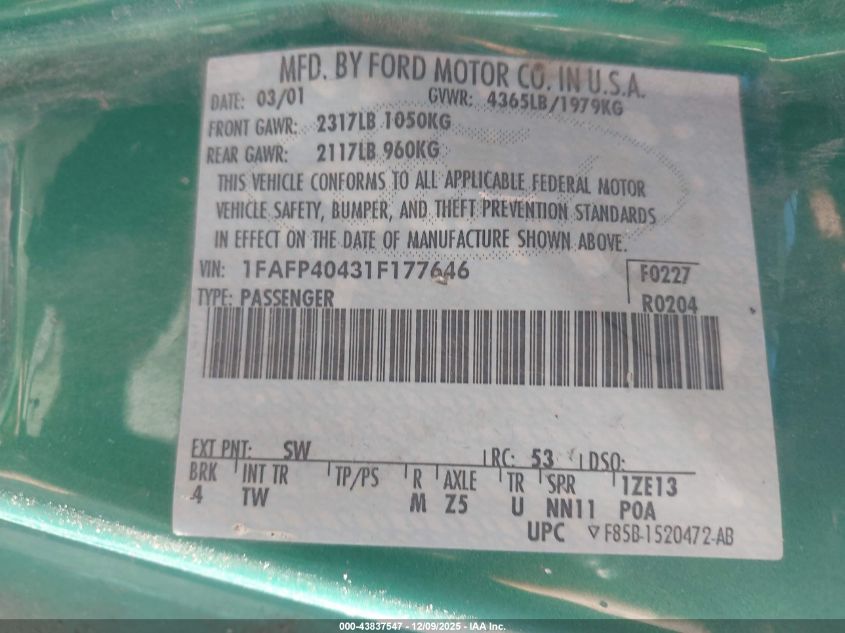 MFD. BY FORD MOTOR CO. IN U.S.A.
DATE: 03/01 GVWR: 4365LB/1979KG
FRONT GAWR: 2317LB 1050KG
REAR GAWR: 2117LB 960KG
THIS VEHICLE CONFORMS TO ALL APPLICABLE FEDERAL MOTOR
VEHICLE SAFETY, BUMPER, AND THEFT PREVENTION STANDARDS
IN EFFECT ON THE DATE OF MANUFACTURE SHOWN ABOVE.
VIN: 1FAFP40431F177646 F0227
TYPE: PASSENGER R0204
EXT PNT: SW RC: 53 DSO:
BRK INT TR TP/PS R AXLE TR SPR 1ZE13
4 TW M Z5 U NN11 P0A
UPC F85B-1520472-AB
000-43837547 - 12/09/2025 - IAA Inc.